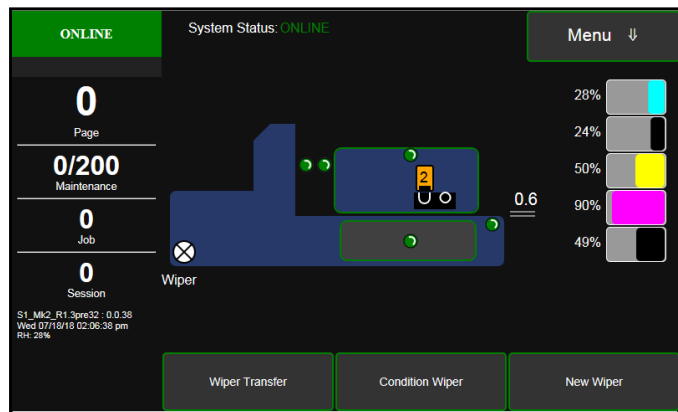 ONLINE
System Status: ONLINE
Menu ⇓
0
Page
0/200
Maintenance
0
Job
0
Session
S1_Mk2_R1.3pre32 : 0.0.38
Wed 07/18/18 02:06:38 pm
RH: 28%
2
0.6
Wiper
28%
24%
50%
90%
49%
Wiper Transfer
Condition Wiper
New Wiper